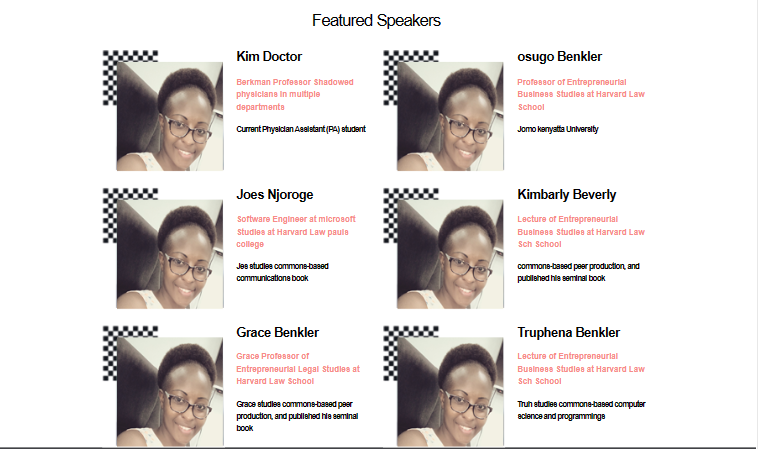 Featured Speakers
Kim Doctor
Berkman Professor Shadowed
physicians in multiple
departments
Current Physician Assistant (PA) student
osugo Benkler
Professor of Entrepreneurial
Business Studies at Harvard Law
School
Jomo kenyatta University
Joes Njoroge
Software Engineer at microsoft
Studies at Harvard Law pauls
college
Jes studies commons-based
communications book
Kimbarly Beverly
Lecture of Entrepreneurial
Business Studies at Harvard Law
Sch School
commons-based peer production, and
published his seminal book
Grace Benkler
Grace Professor of
Entrepreneurial Legal Studies at
Harvard Law School
Grace studies commons-based peer
production, and published his seminal
book
Truphena Benkler
Lecture of Entrepreneurial
Business Studies at Harvard Law
Sch School
Truh studies commons-based computer
science and programmings